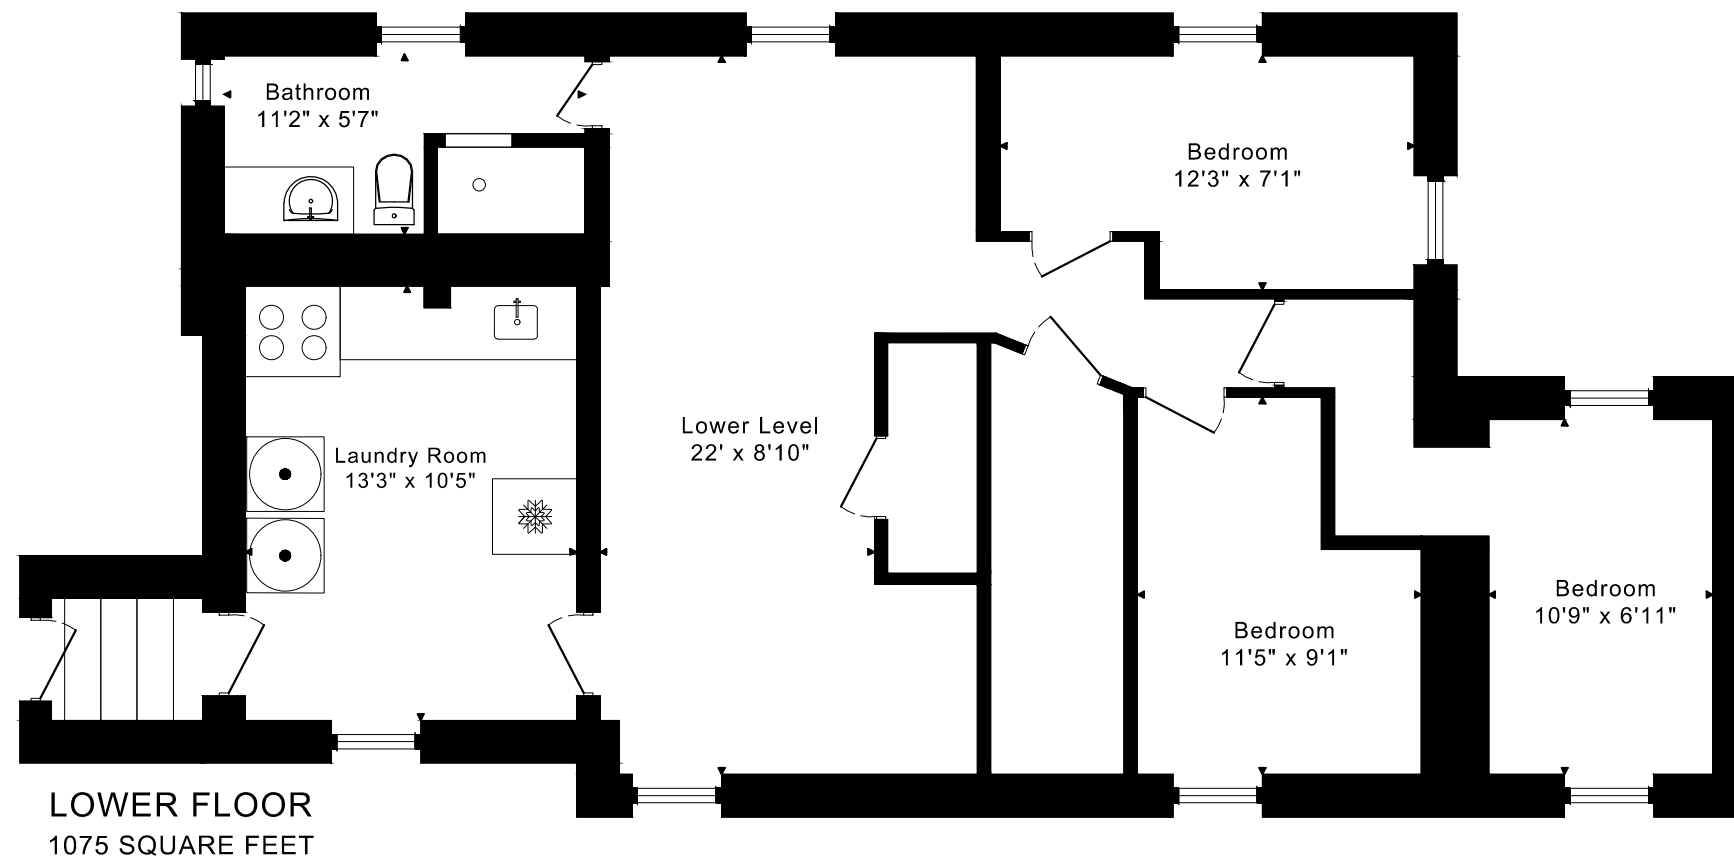 Bathroom
11'2" x 5'7"
Bedroom
12'3" x 7'1"
Lower Level
22' x 8'10"
Laundry Room
13'3" x 10'5"
Bedroom
10'9" x 6'11"
Bedroom
11'5" x 9'1"
LOWER FLOOR
1075 SQUARE FEET